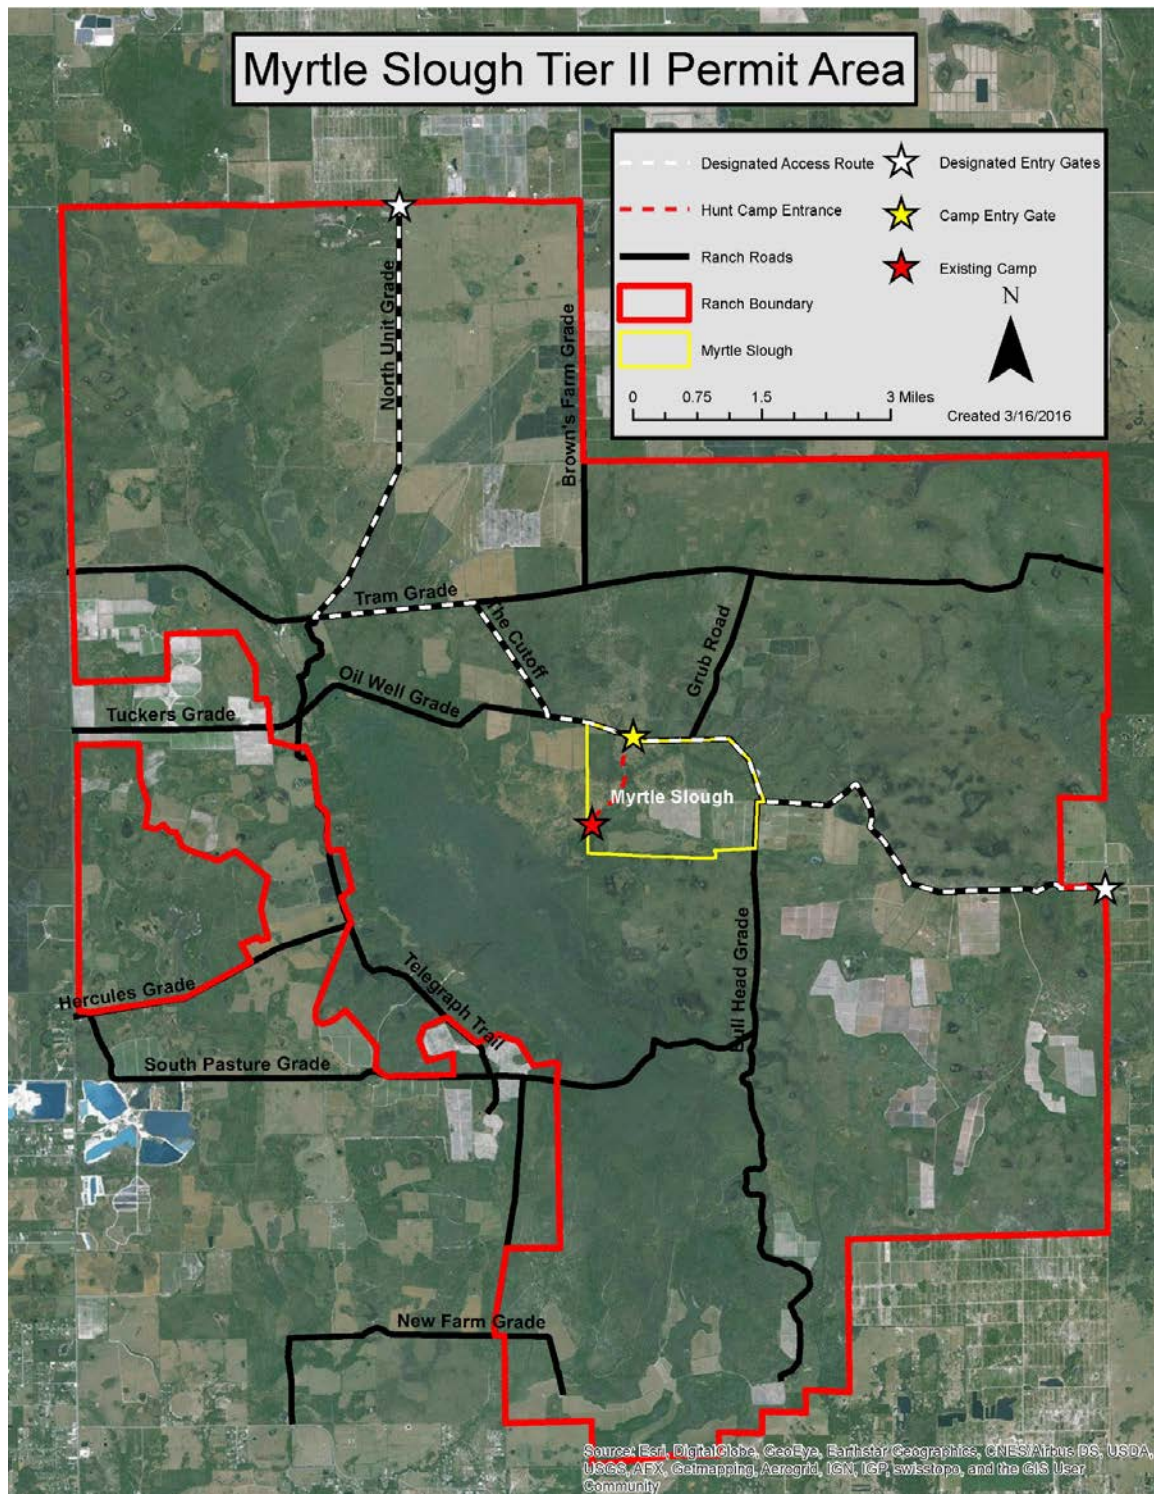 Myrtle Slough Tier II Permit Area
Designated Access Route
Designated Entry Gates
Hunt Camp Entrance
Camp Entry Gate
Ranch Roads
Existing Camp
Ranch Boundary
N
Myrtle Slough
0 0.75 1.5 3 Miles
Created 3/16/2016
North Unit Grade
Brown's Farm Grade
Tram Grade
The Cutoff
Grub Road
Oil Well Grade
Tuckers Grade
Myrtle Slough
Bull Head Grade
Telegraph Trail
Hercules Grade
South Pasture Grade
New Farm Grade
Source: Esri, DigitalGlobe, GeoEye, Earthstar Geographics, CNES/Airbus DS, USDA,
USGS, AEX, Getmapping, Aerogrid, IGN, IGP, swisstopo, and the GIS User
Community